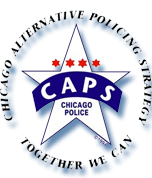 CHICAGO ALTERNATIVE POLICING STRATEGY
CAPS
CHICAGO
POLICE
TOGETHER WE CAN